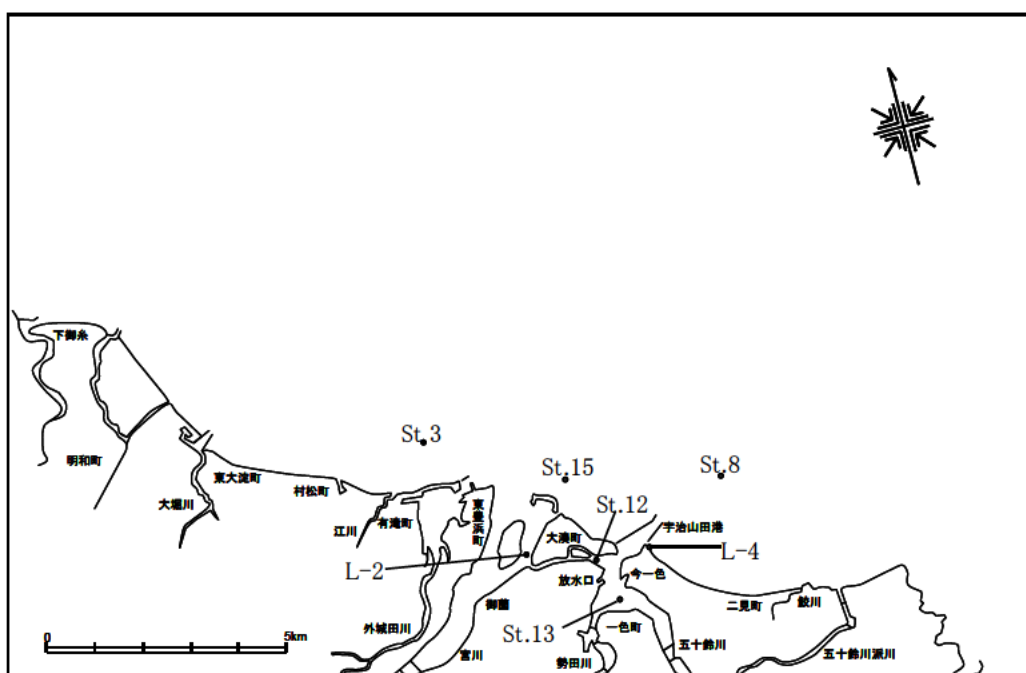 下御糸
St.3
明和町
東大淀町
St.15
St.8
村松町
大堀川
St.12
東豊浜町
有滝町
江川
大湊町
宇治山田港
L-2
L-4
放水口
今一色
御薗
二見町
鮫川
外城田川
St.13
一色町
0
5km
宮川
勢田川
五十鈴川
五十鈴川派川